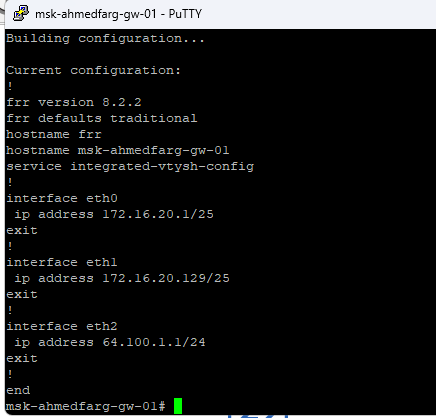 msk-ahmedfarg-gw-01 - PuTTY
Building configuration...
Current configuration:
!
frr version 8.2.2
frr defaults traditional
hostname frr
hostname msk-ahmedfarg-gw-01
service integrated-vtysh-config
!
interface eth0
 ip address 172.16.20.1/25
exit
!
interface eth1
 ip address 172.16.20.129/25
exit
!
interface eth2
 ip address 64.100.1.1/24
exit
!
end
msk-ahmedfarg-gw-01#